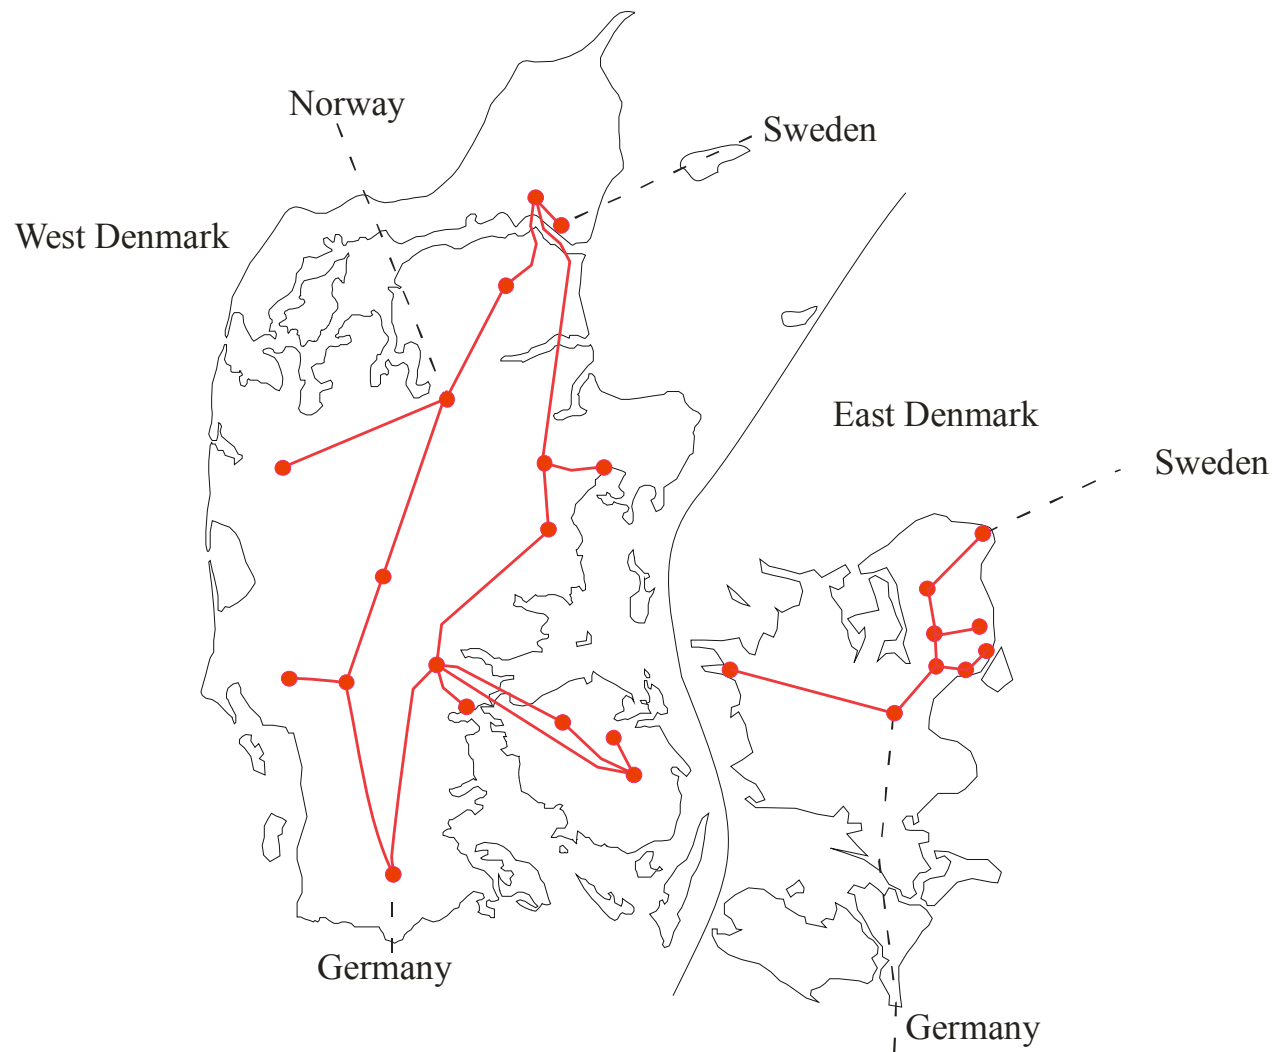 Norway
Sweden
West Denmark
East Denmark
Sweden
Germany
Germany